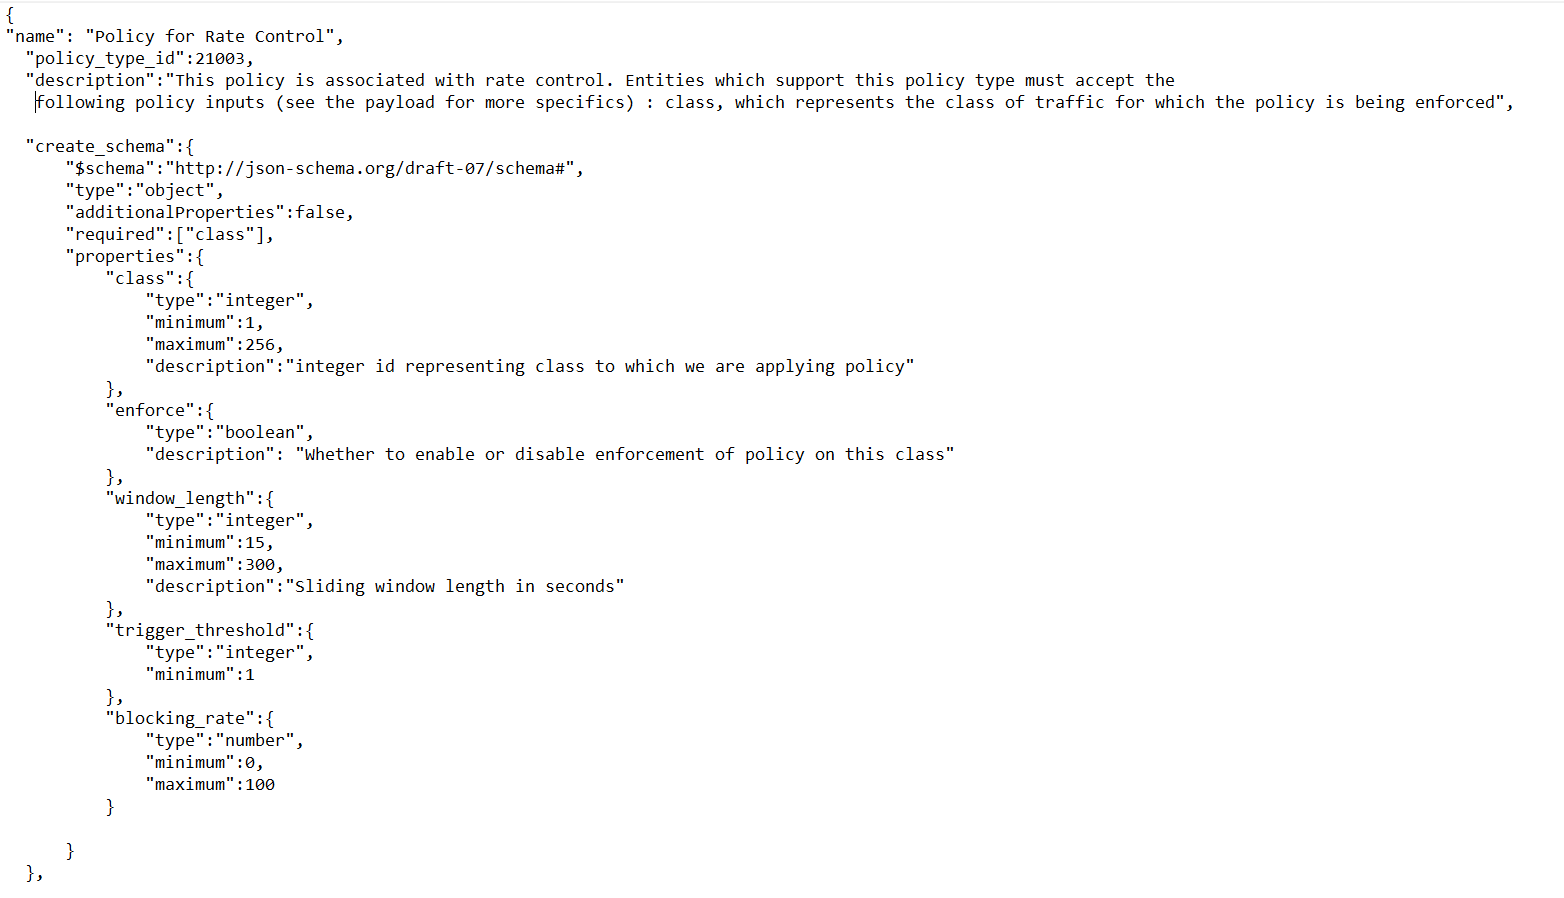 {
"name": "Policy for Rate Control",
  "policy_type_id":21003,
  "description":"This policy is associated with rate control. Entities which support this policy type must accept the
   following policy inputs (see the payload for more specifics) : class, which represents the class of traffic for which the policy is being enforced",

  "create_schema":{
      "$schema":"http://json-schema.org/draft-07/schema#",
      "type":"object",
      "additionalProperties":false,
      "required":["class"],
      "properties":{
          "class":{
              "type":"integer",
              "minimum":1,
              "maximum":256,
              "description":"integer id representing class to which we are applying policy"
          },
          "enforce":{
              "type":"boolean",
              "description": "Whether to enable or disable enforcement of policy on this class"
          },
          "window_length":{
              "type":"integer",
              "minimum":15,
              "maximum":300,
              "description":"Sliding window length in seconds"
          },
          "trigger_threshold":{
              "type":"integer",
              "minimum":1
          },
          "blocking_rate":{
              "type":"number",
              "minimum":0,
              "maximum":100
          }

      }
  },